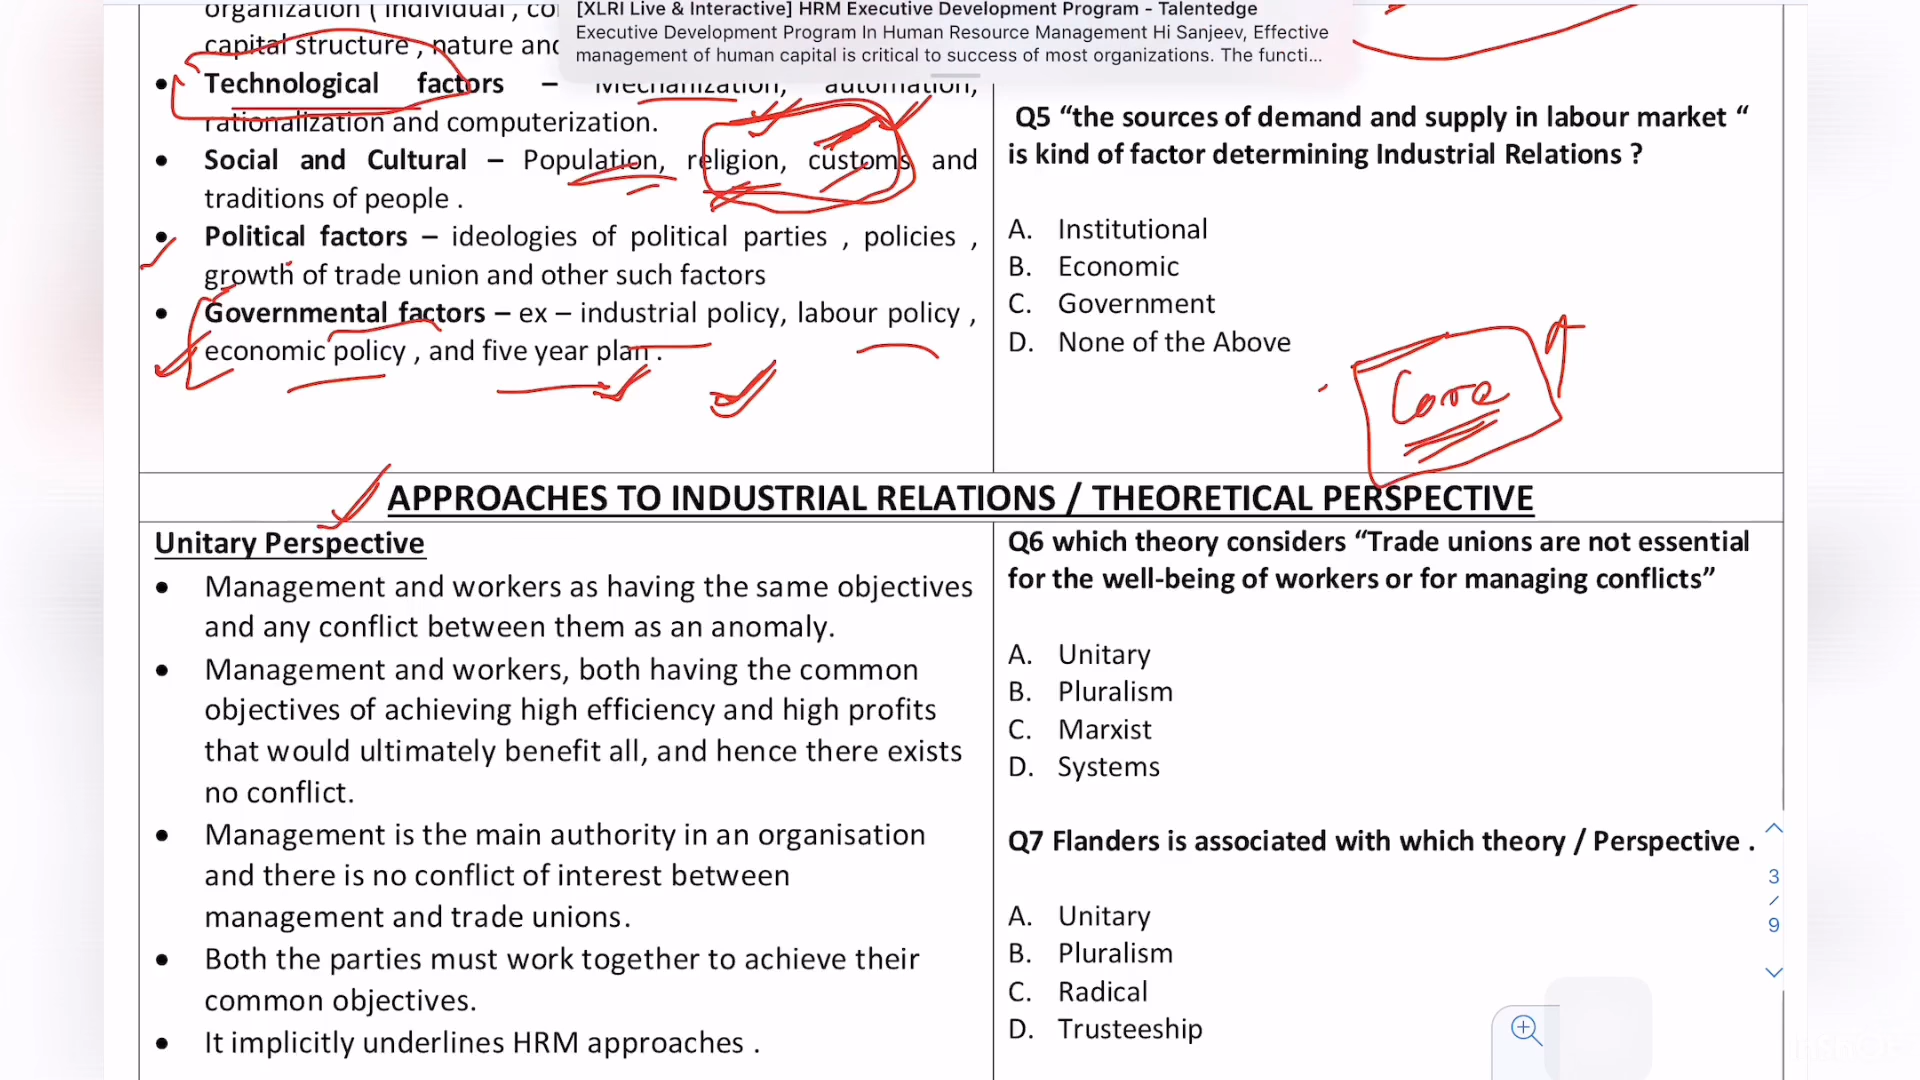 [XLRI Live & Interactive] HRM Executive Development Program - Talentedge
Executive Development Program In Human Resource Management Hi Sanjeev, Effective
management of human capital is critical to success of most organizations. The functi...
organization ( individual , co
capital structure , nature and
• Technological factors – Mechanization, automation,
rationalization and computerization.
• Social and Cultural – Population, religion, customs and
traditions of people .
• Political factors – ideologies of political parties , policies ,
growth of trade union and other such factors
• Governmental factors – ex – industrial policy, labour policy ,
economic policy , and five year plan .
Q5 “the sources of demand and supply in labour market “
is kind of factor determining Industrial Relations ?
A. Institutional
B. Economic
C. Government
D. None of the Above
APPROACHES TO INDUSTRIAL RELATIONS / THEORETICAL PERSPECTIVE
Unitary Perspective
• Management and workers as having the same objectives
and any conflict between them as an anomaly.
• Management and workers, both having the common
objectives of achieving high efficiency and high profits
that would ultimately benefit all, and hence there exists
no conflict.
• Management is the main authority in an organisation
and there is no conflict of interest between
management and trade unions.
• Both the parties must work together to achieve their
common objectives.
• It implicitly underlines HRM approaches .
Q6 which theory considers “Trade unions are not essential
for the well-being of workers or for managing conflicts”
A. Unitary
B. Pluralism
C. Marxist
D. Systems
Q7 Flanders is associated with which theory / Perspective .
A. Unitary
B. Pluralism
C. Radical
D. Trusteeship
3
/
9